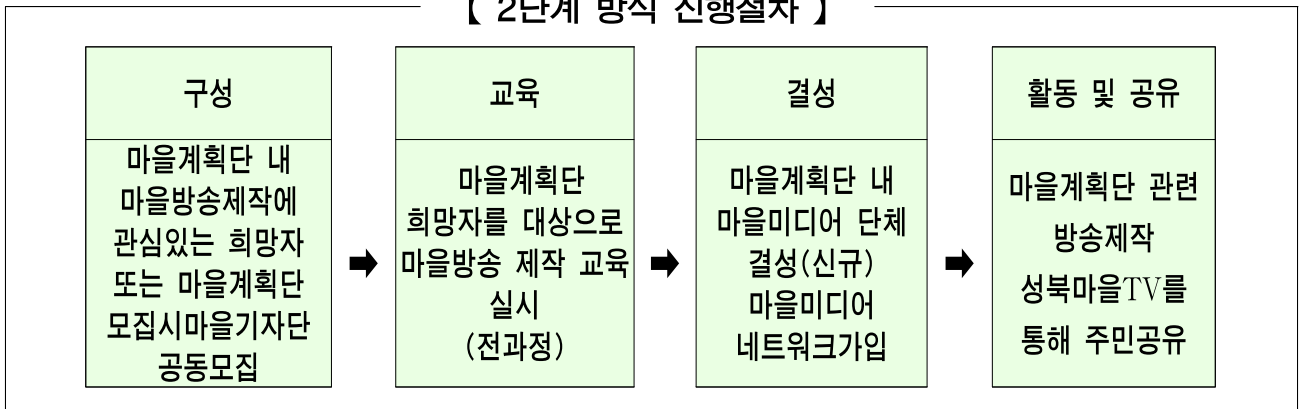 【 2단계 방식 진행절차 】
구성
마을계획단 내
마을방송제작에
관심있는 희망자
또는 마을계획단
모집시마을기자단
공동모집
교육
마을계획단
희망자를 대상으로
마을방송 제작 교육
실시
(전과정)
결성
마을계획단 내
마을미디어 단체
결성(신규)
마을미디어
네트워크가입
활동 및 공유
마을계획단 관련
방송제작
성북마을TV를
통해 주민공유